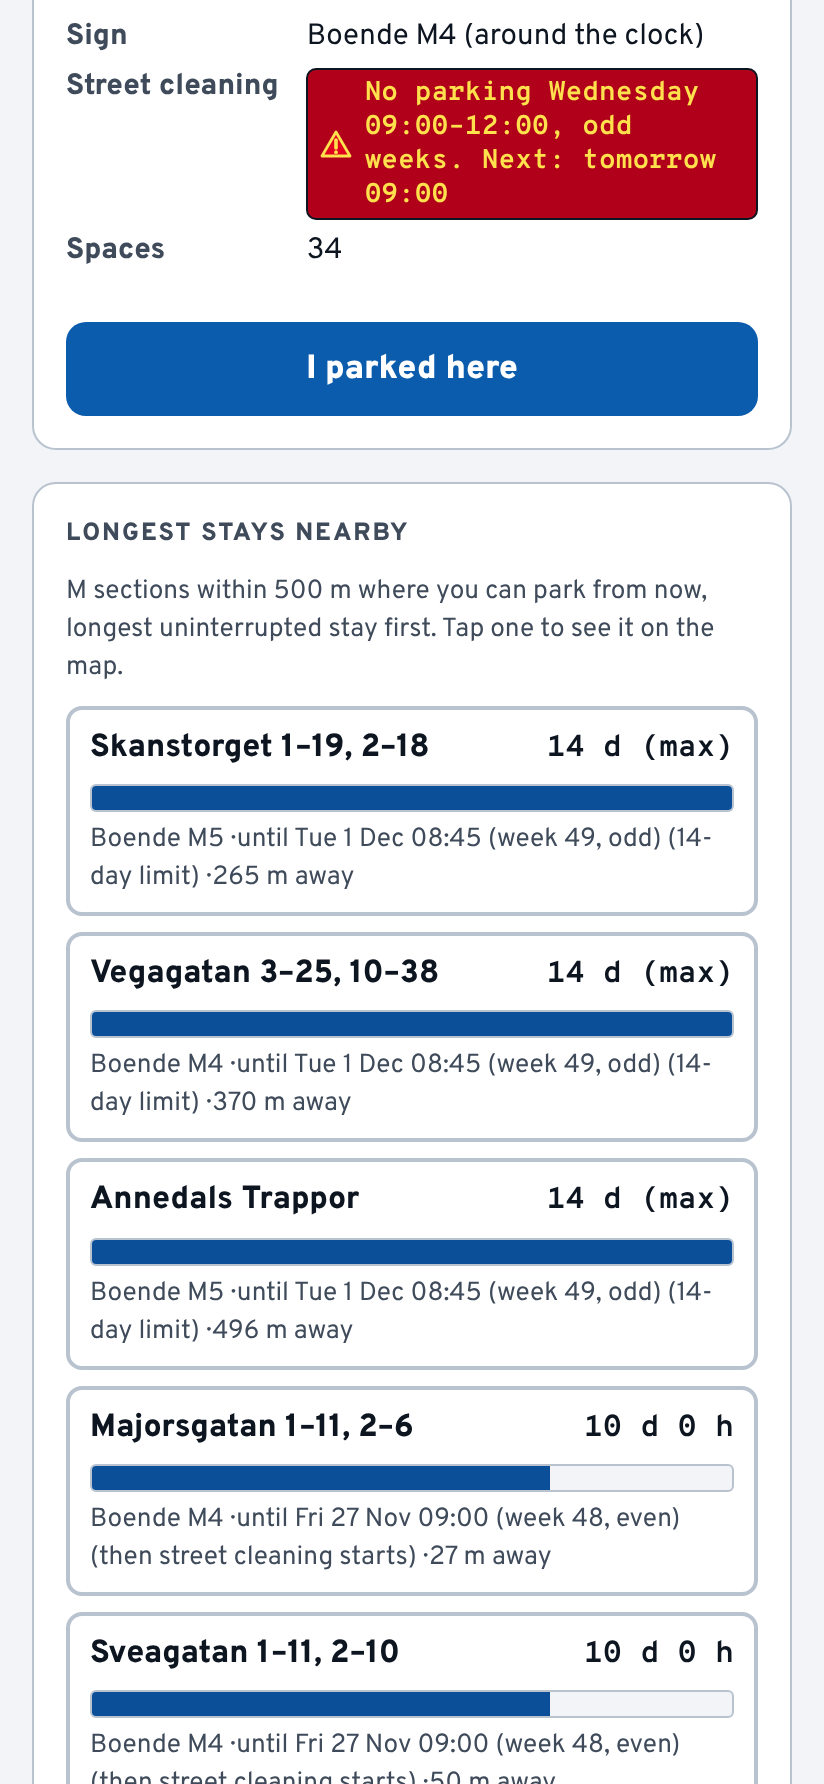 Sign
Boende M4 (around the clock)
Street cleaning
No parking Wednesday
09:00–12:00, odd
weeks. Next: tomorrow
09:00
Spaces
34
I parked here
LONGEST STAYS NEARBY
M sections within 500 m where you can park from now,
longest uninterrupted stay first. Tap one to see it on the
map.
Skanstorget 1–19, 2–18
14 d (max)
Boende M5 ·until Tue 1 Dec 08:45 (week 49, odd) (14-
day limit) ·265 m away
Vegagatan 3–25, 10–38
14 d (max)
Boende M4 ·until Tue 1 Dec 08:45 (week 49, odd) (14-
day limit) ·370 m away
Annedals Trappor
14 d (max)
Boende M5 ·until Tue 1 Dec 08:45 (week 49, odd) (14-
day limit) ·496 m away
Majorsgatan 1–11, 2–6
10 d 0 h
Boende M4 ·until Fri 27 Nov 09:00 (week 48, even)
(then street cleaning starts) ·27 m away
Sveagatan 1–11, 2–10
10 d 0 h
Boende M4 ·until Fri 27 Nov 09:00 (week 48, even)
(then street cleaning starts) ·50 m away